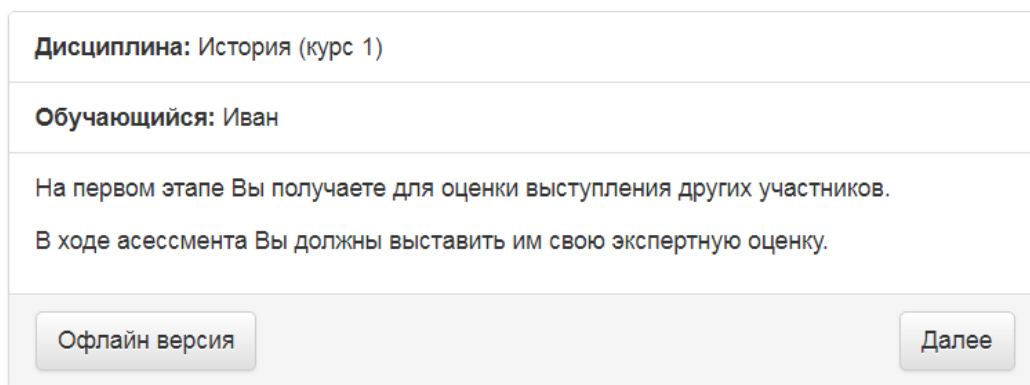 Дисциплина: История (курс 1)
Обучающийся: Иван
На первом этапе Вы получаете для оценки выступления других участников.
В ходе асессмента Вы должны выставить им свою экспертную оценку.
Офлайн версия
Далее